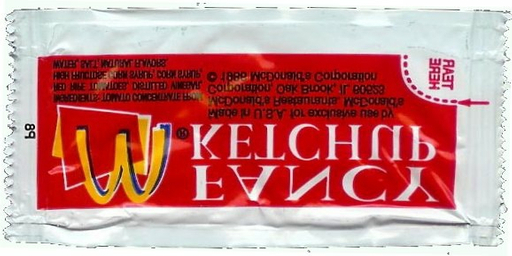 FANCY
KETCHUP
®
Made in U.S.A. for exclusive use by
McDonald's Restaurants, McDonald's
Corporation, Oak Brook, IL 60523
© McDonald's Corporation
INGREDIENTS: TOMATO CONCENTRATE FROM
RED RIPE TOMATOES, DISTILLED VINEGAR,
HIGH FRUCTOSE CORN SYRUP, CORN SYRUP,
WATER, SALT, NATURAL FLAVORS.
TEAR
HERE
P8